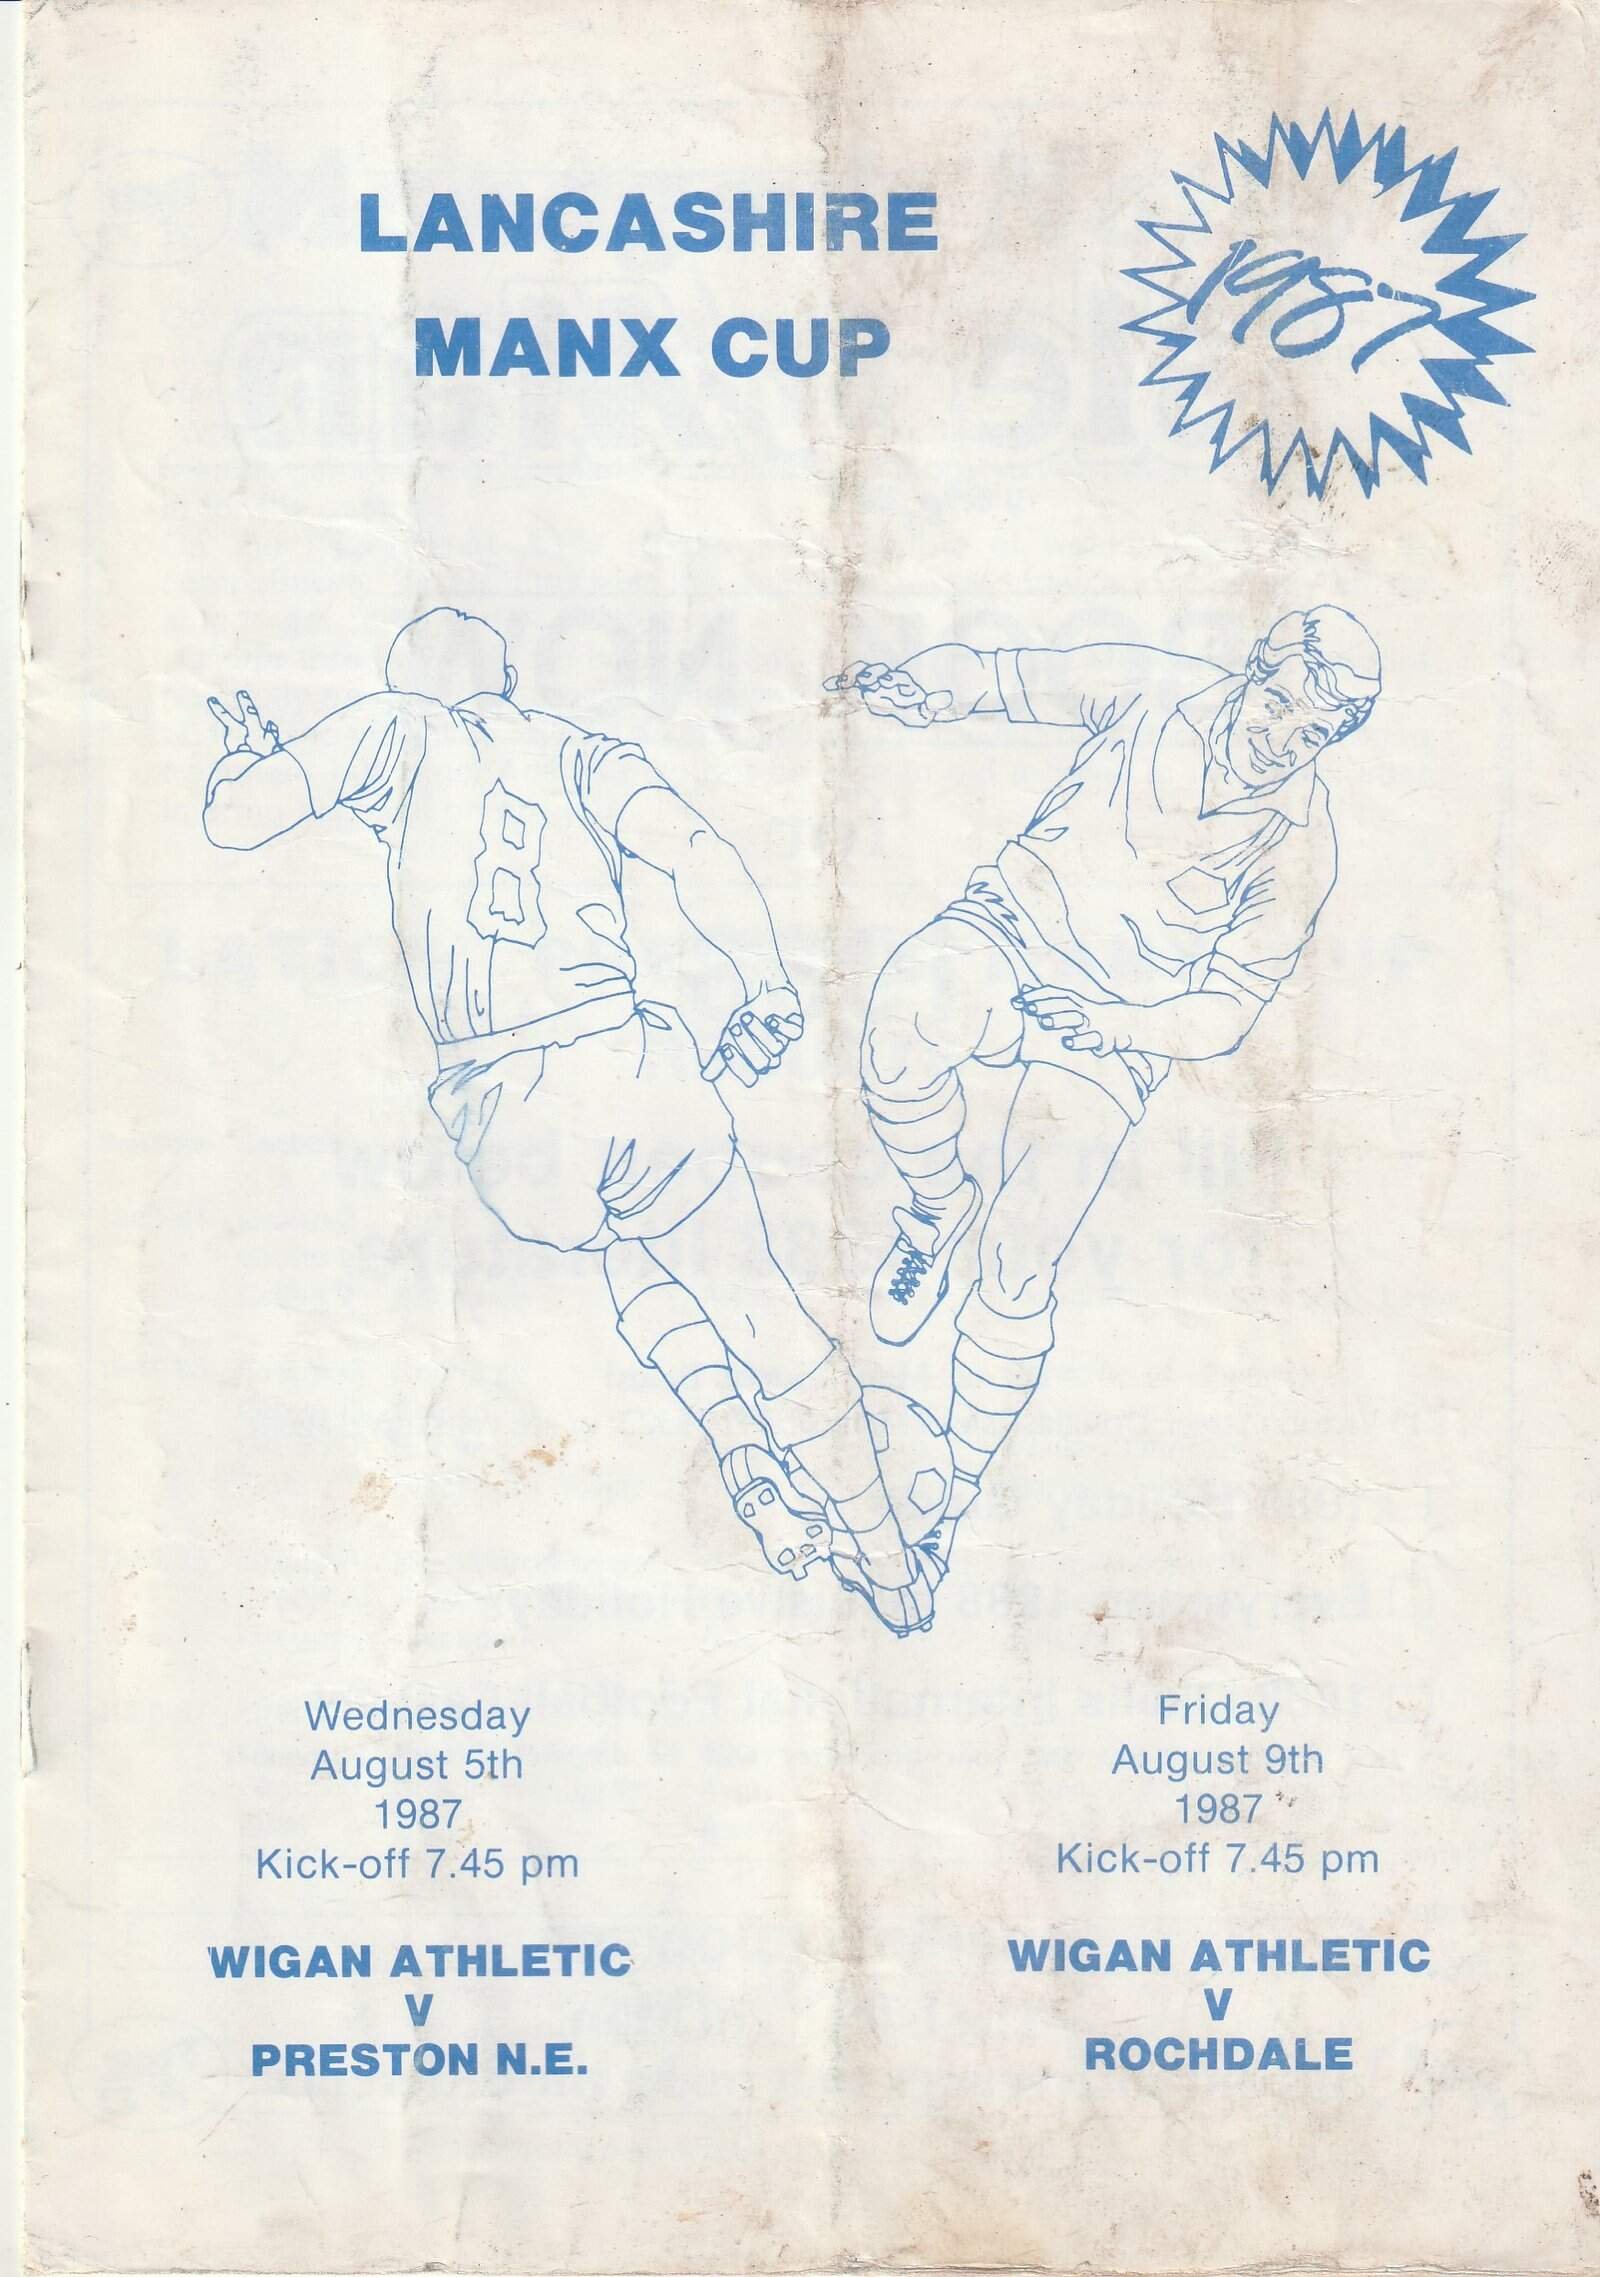 LANCASHIRE
MANX CUP
1987
8
Wednesday
August 5th
1987
Kick-off 7.45 pm
WIGAN ATHLETIC
V
PRESTON N.E.
Friday
August 9th
1987
Kick-off 7.45 pm
WIGAN ATHLETIC
V
ROCHDALE